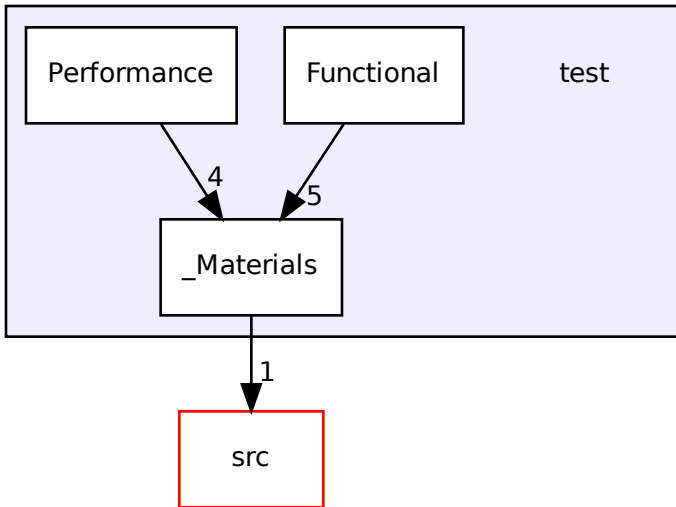 Performance
Functional
test
4
5
_Materials
1
src